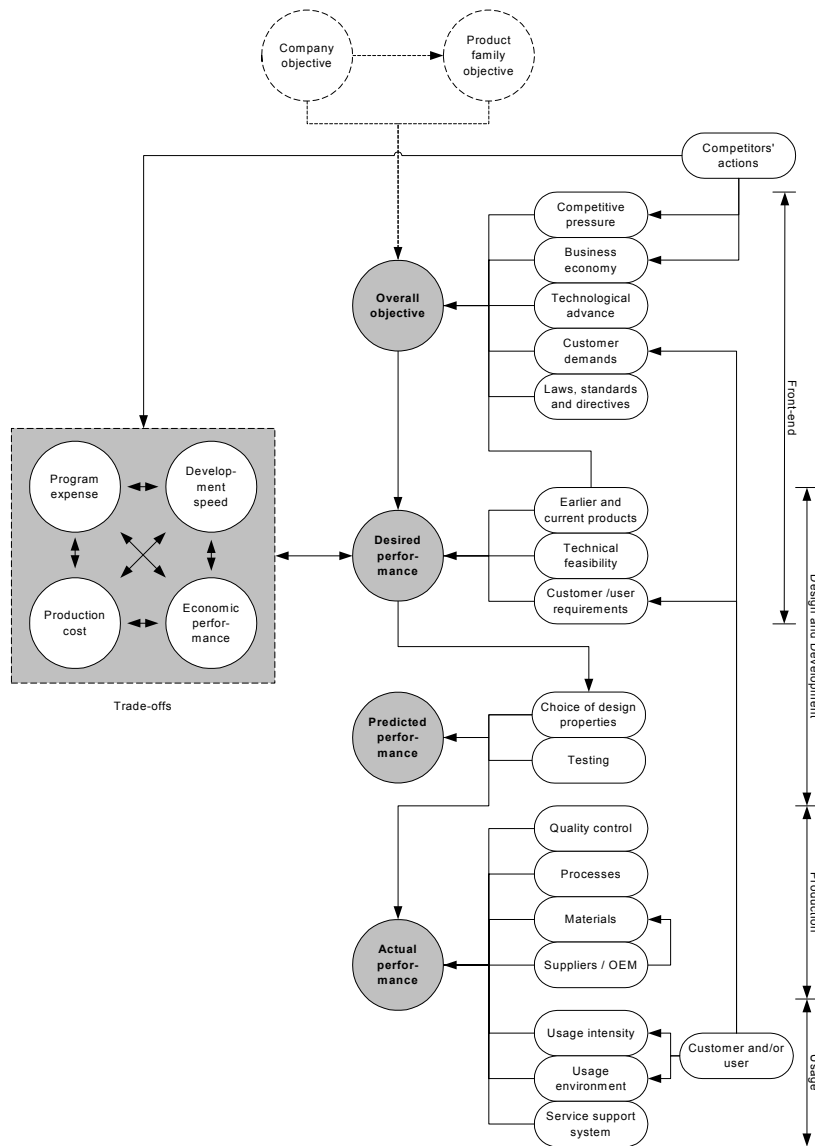 Company
objective
Product
family
objective
Competitors'
actions
Competitive
pressure
Business
economy
Overall
objective
Technological
advance
Customer
demands
Laws, standards
and directives
Front-end
Program
expense
Develop-
ment
speed
Production
cost
Economic
perfor-
mance
Trade-offs
Desired
perfor-
mance
Earlier and
current products
Technical
feasibility
Customer /user
requirements
Design and Development
Predicted
perfor-
mance
Choice of design
properties
Testing
Quality control
Processes
Materials
Suppliers / OEM
Production
Actual
perfor-
mance
Usage intensity
Usage
environment
Service support
system
Customer and/or
user
Usage